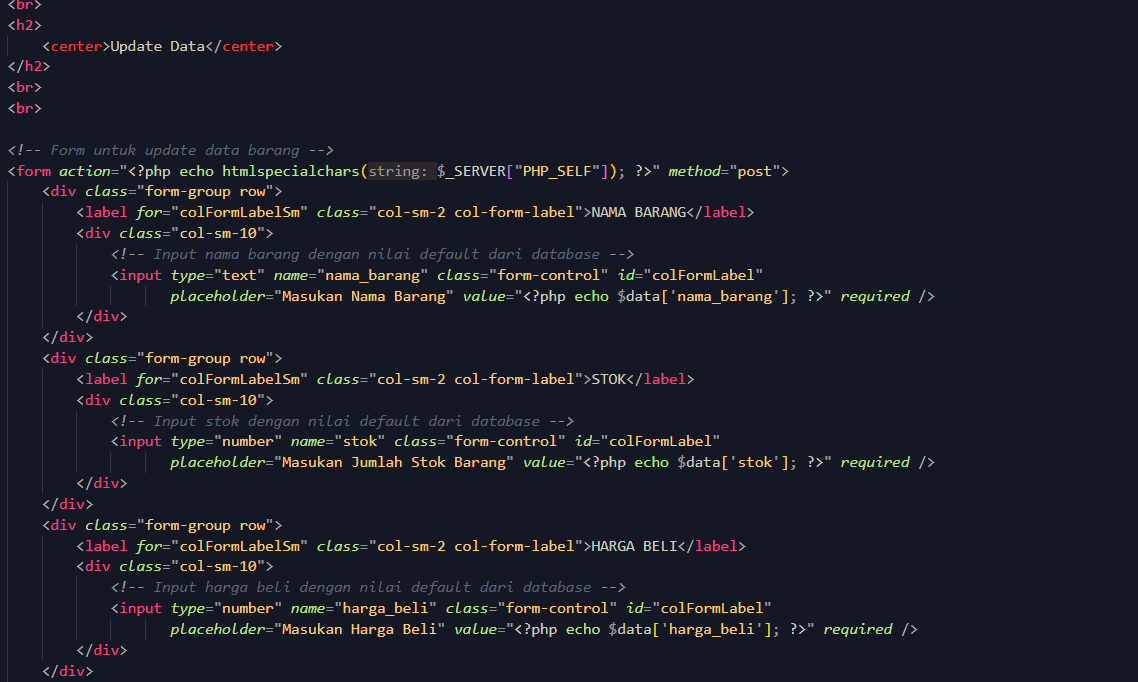 <br>
<h2>
    <center>Update Data</center>
</h2>
<br>
<br>

<!-- Form untuk update data barang -->
<form action="<?php echo htmlspecialchars(string: $_SERVER["PHP_SELF"]); ?>" method="post">
    <div class="form-group row">
        <label for="colFormLabelSm" class="col-sm-2 col-form-label">NAMA BARANG</label>
        <div class="col-sm-10">
            <!-- Input nama barang dengan nilai default dari database -->
            <input type="text" name="nama_barang" class="form-control" id="colFormLabel"
                   placeholder="Masukan Nama Barang" value="<?php echo $data['nama_barang']; ?>" required />
        </div>
    </div>
    <div class="form-group row">
        <label for="colFormLabelSm" class="col-sm-2 col-form-label">STOK</label>
        <div class="col-sm-10">
            <!-- Input stok dengan nilai default dari database -->
            <input type="number" name="stok" class="form-control" id="colFormLabel"
                   placeholder="Masukan Jumlah Stok Barang" value="<?php echo $data['stok']; ?>" required />
        </div>
    </div>
    <div class="form-group row">
        <label for="colFormLabelSm" class="col-sm-2 col-form-label">HARGA BELI</label>
        <div class="col-sm-10">
            <!-- Input harga beli dengan nilai default dari database -->
            <input type="number" name="harga_beli" class="form-control" id="colFormLabel"
                   placeholder="Masukan Harga Beli" value="<?php echo $data['harga_beli']; ?>" required />
        </div>
    </div>